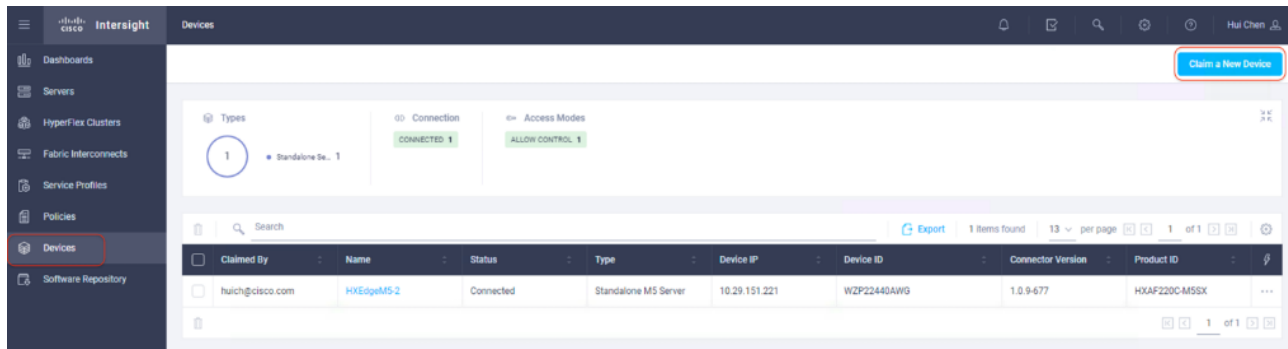 cisco Intersight
Devices
Hui Chen
Dashboards
Servers
HyperFlex Clusters
Fabric Interconnects
Service Profiles
Policies
Devices
Software Repository
Claim a New Device
Types
1
Standalone Se... 1
Connection
CONNECTED 1
Access Modes
ALLOW CONTROL 1
Search
Export
1 items found
13 per page
1 of 1
Claimed By Name Status Type Device IP Device ID Connector Version Product ID
huich@cisco.com HXEdgeM5-2 Connected Standalone M5 Server 10.29.151.221 WZP22440AWG 1.0.9-677 HXAF220C-M5SX
1 of 1